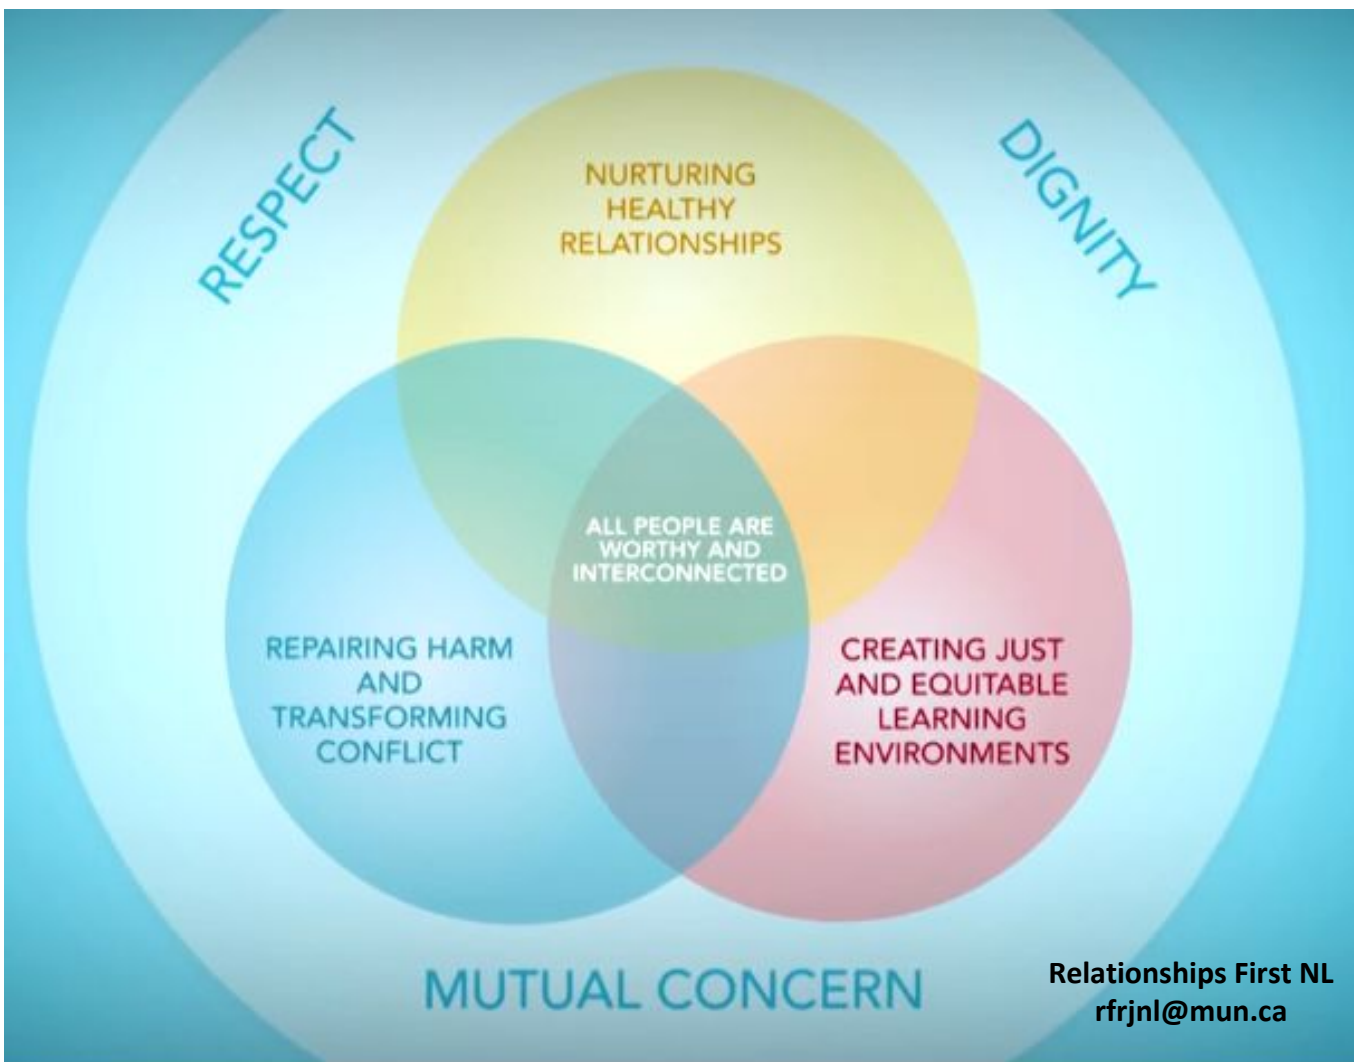 RESPECT
DIGNITY
NURTURING
HEALTHY
RELATIONSHIPS
ALL PEOPLE ARE
WORTHY AND
INTERCONNECTED
REPAIRING HARM
AND
TRANSFORMING
CONFLICT
CREATING JUST
AND EQUITABLE
LEARNING
ENVIRONMENTS
MUTUAL CONCERN
Relationships First NL
rfrjnl@mun.ca